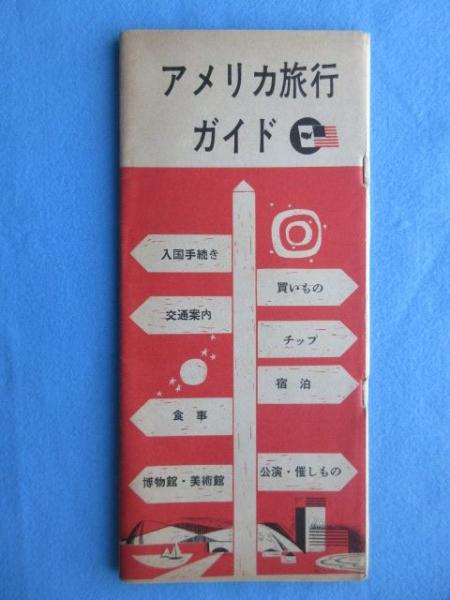 アメリカ旅行
ガイド
入国手続き
買いもの
交通案内
チップ
宿泊
食事
公演・催しもの
博物館・美術館